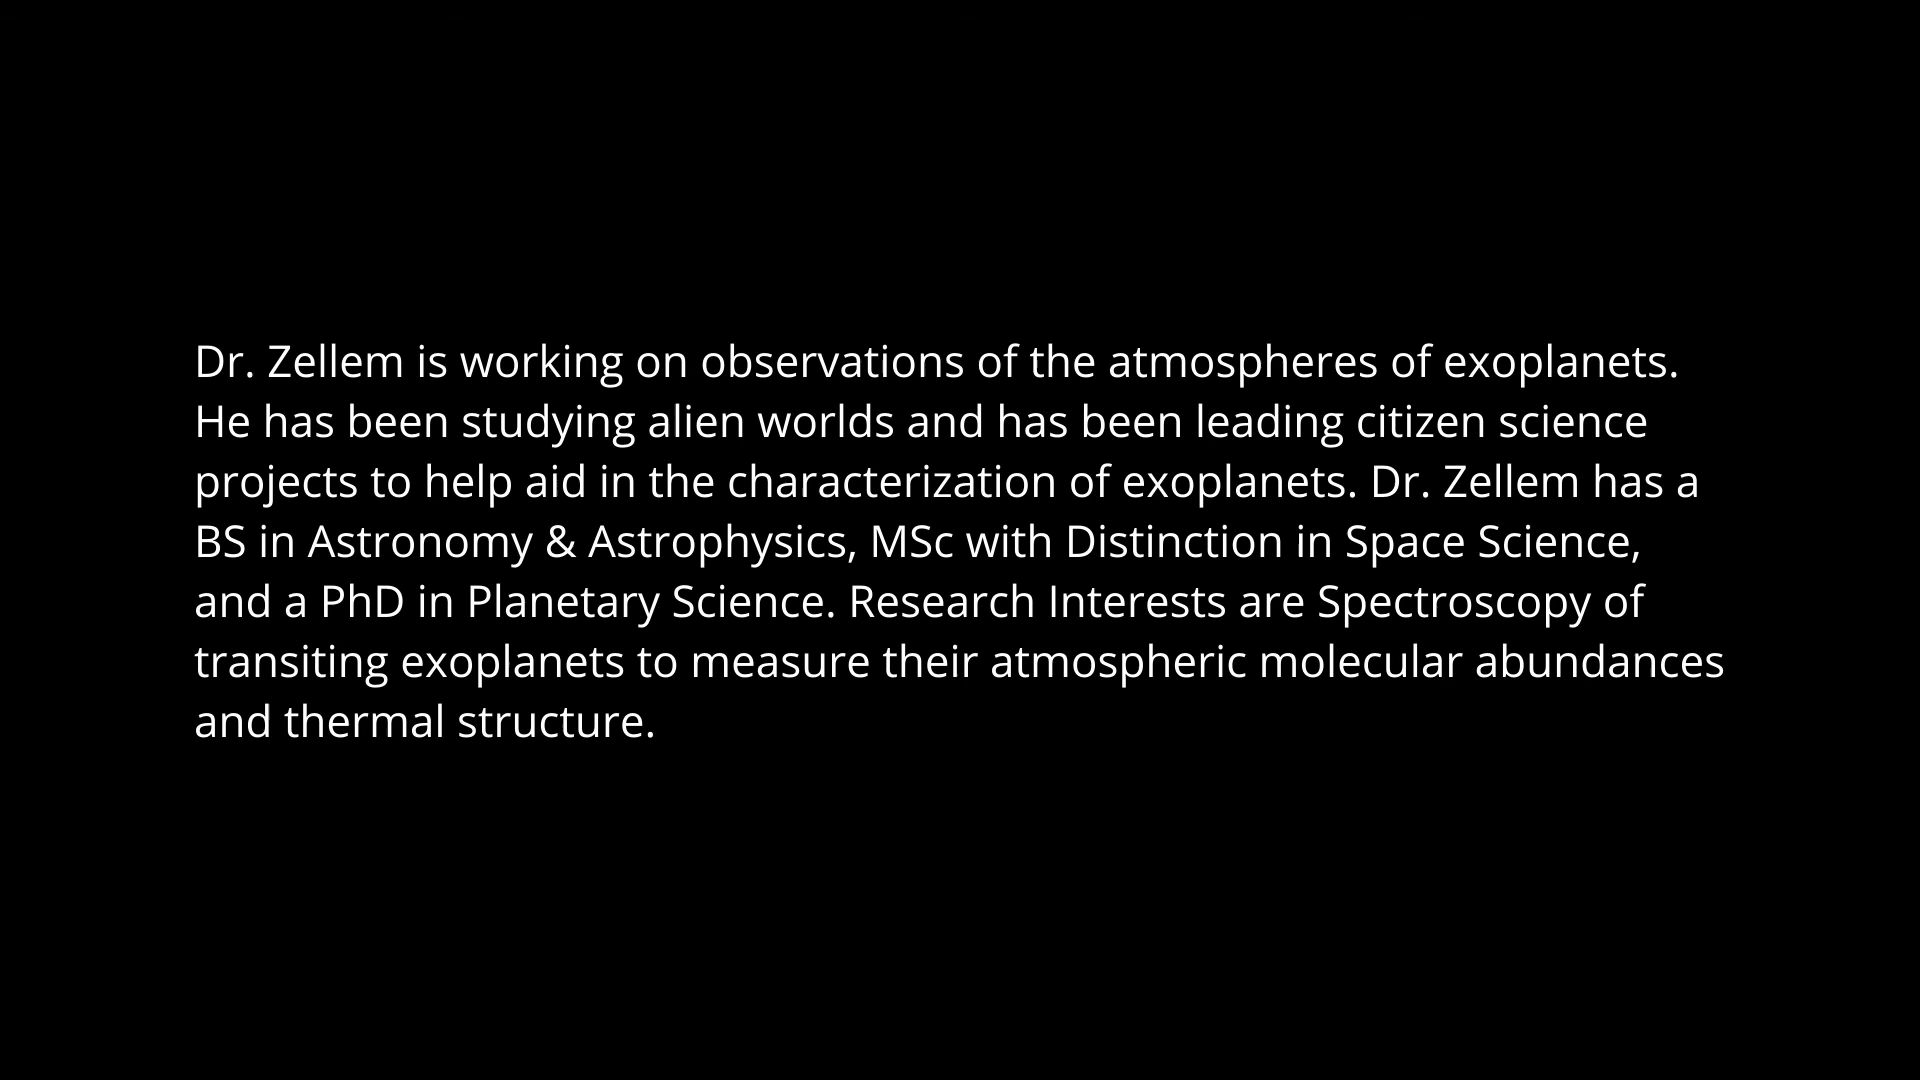 Dr. Zellem is working on observations of the atmospheres of exoplanets.
He has been studying alien worlds and has been leading citizen science
projects to help aid in the characterization of exoplanets. Dr. Zellem has a
BS in Astronomy & Astrophysics, MSc with Distinction in Space Science,
and a PhD in Planetary Science. Research Interests are Spectroscopy of
transiting exoplanets to measure their atmospheric molecular abundances
and thermal structure.